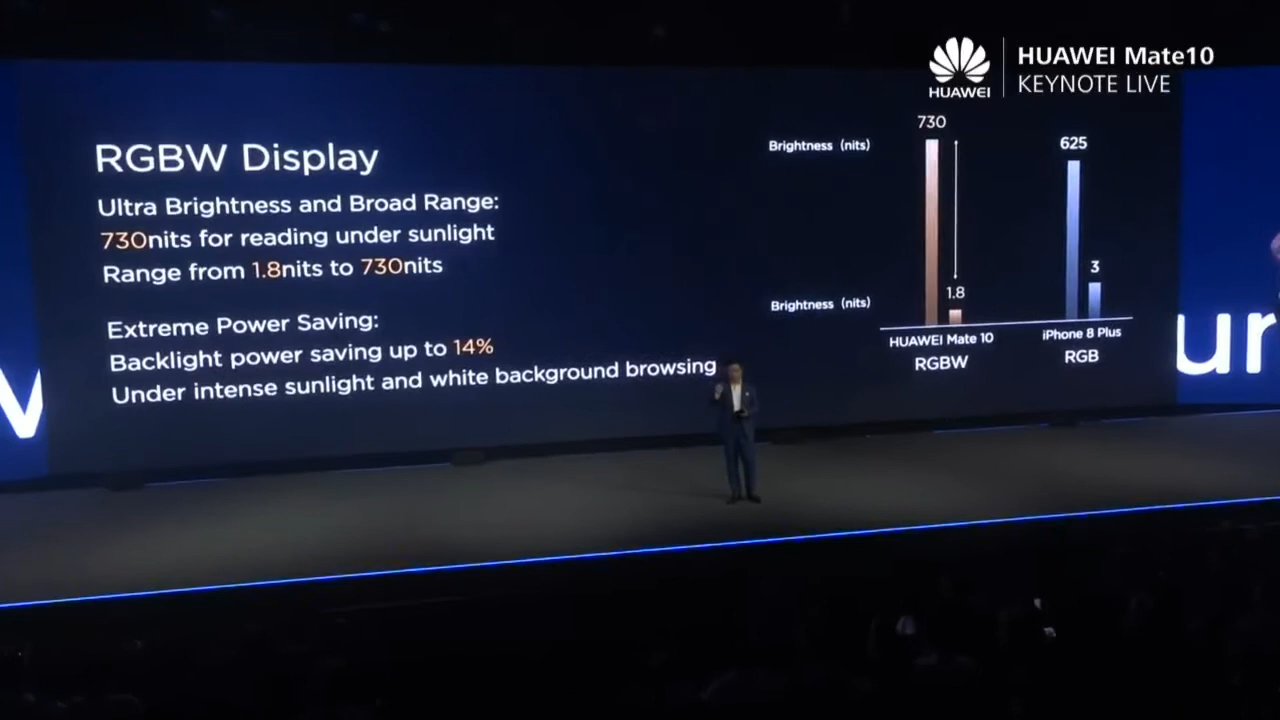 HUAWEI
HUAWEI Mate10
KEYNOTE LIVE
RGBW Display
Ultra Brightness and Broad Range:
730nits for reading under sunlight
Range from 1.8nits to 730nits
Extreme Power Saving:
Backlight power saving up to 14%
Under intense sunlight and white background browsing
Brightness (nits)
730
625
Brightness (nits)
1.8
3
HUAWEI Mate 10
RGBW
iPhone 8 Plus
RGB
ur